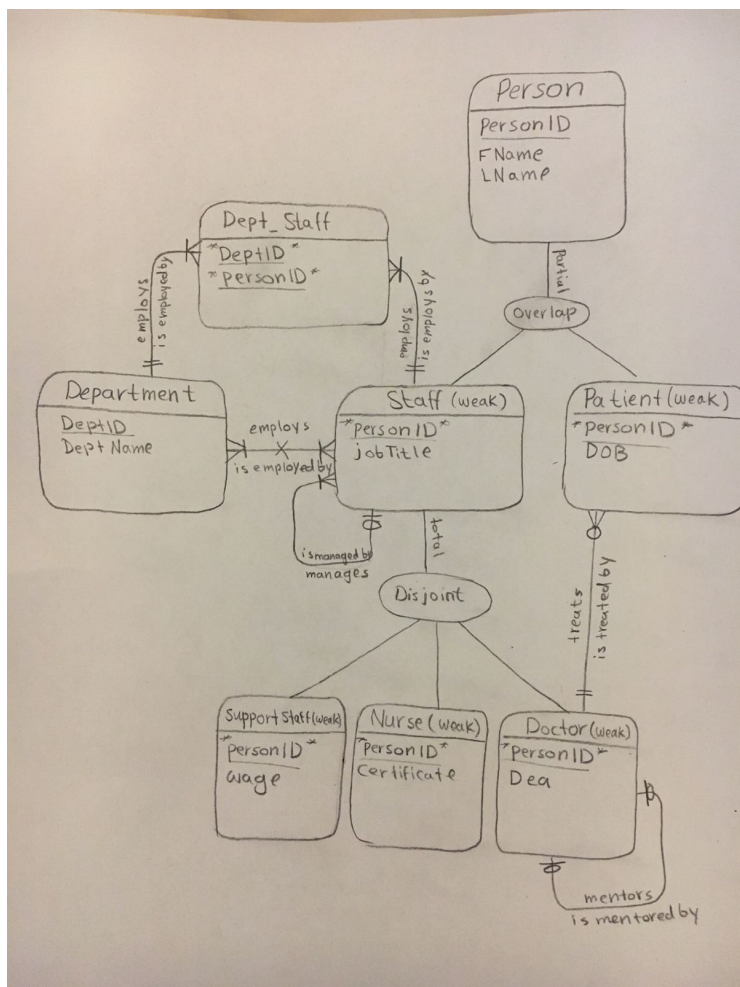 Person
personID
FName
LName
Partial
Overlap
Dept_Staff
*DeptID*
*personID*
employs
is employed by
employs
is employs by
Department
DeptID
Dept Name
employs
is employed by
Staff (weak)
*personID*
jobTitle
Patient (weak)
*personID*
DOB
is managed by
manages
total
Disjoint
treats
is treated by
Support Staff (weak)
*personID*
wage
Nurse (weak)
*personID*
Certificate
Doctor (weak)
*personID*
Dea
mentors
is mentored by